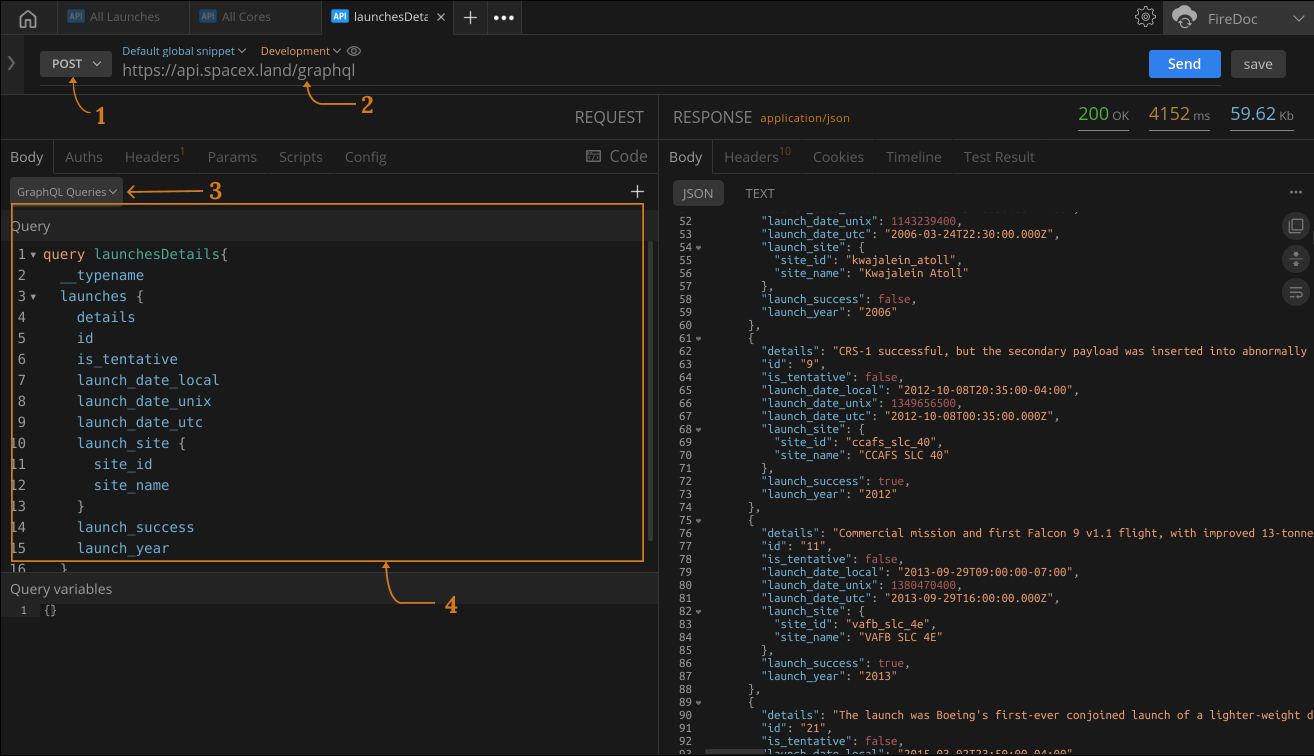 API All Launches
API All Cores
API launchesDeta
FireDoc
POST
Default global snippet
Development
https://api.spacex.land/graphql
Send
save
1
2
REQUEST
Body
Auths
Headers 1
Params
Scripts
Config
Code
GraphQL Queries
3
Query
1 query launchesDetails{
2 __typename
3 launches {
4 details
5 id
6 is_tentative
7 launch_date_local
8 launch_date_unix
9 launch_date_utc
10 launch_site {
11 site_id
12 site_name
13 }
14 launch_success
15 launch_year
16 }
4
Query variables
1 {}
RESPONSE application/json
200 OK
4152 ms
59.62 Kb
Body
Headers 10
Cookies
Timeline
Test Result
JSON
TEXT
52 "launch_date_unix": 1143239400,
53 "launch_date_utc": "2006-03-24T22:30:00.000Z",
54 "launch_site": {
55 "site_id": "kwajalein_atoll",
56 "site_name": "Kwajalein Atoll"
57 },
58 "launch_success": false,
59 "launch_year": "2006"
60 },
61 {
62 "details": "CRS-1 successful, but the secondary payload was inserted into abnormally
63 "id": "9",
64 "is_tentative": false,
65 "launch_date_local": "2012-10-08T20:35:00-04:00",
66 "launch_date_unix": 1349656500,
67 "launch_date_utc": "2012-10-08T00:35:00.000Z",
68 "launch_site": {
69 "site_id": "ccafs_slc_40",
70 "site_name": "CCAFS SLC 40"
71 },
72 "launch_success": true,
73 "launch_year": "2012"
74 },
75 {
76 "details": "Commercial mission and first Falcon 9 v1.1 flight, with improved 13-tonne
77 "id": "11",
78 "is_tentative": false,
79 "launch_date_local": "2013-09-29T09:00:00-07:00",
80 "launch_date_unix": 1380470400,
81 "launch_date_utc": "2013-09-29T16:00:00.000Z",
82 "launch_site": {
83 "site_id": "vafb_slc_4e",
84 "site_name": "VAFB SLC 4E"
85 },
86 "launch_success": true,
87 "launch_year": "2013"
88 },
89 {
90 "details": "The launch was Boeing's first-ever conjoined launch of a lighter-weight d
91 "id": "21",
92 "is_tentative": false,
93 "launch_date_local": "2015-03-02T23:50:00-04:00"